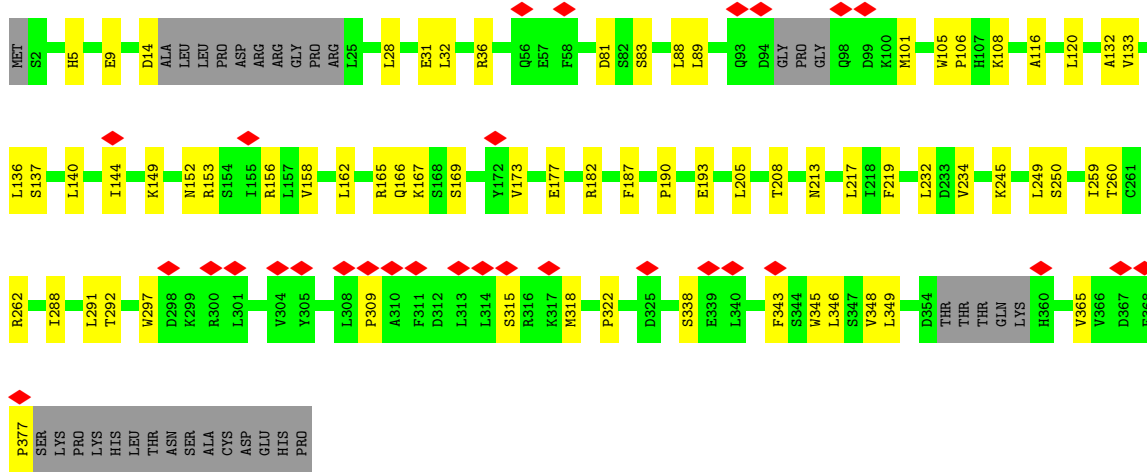 MET S2 H5 E9 D14 ALA LEU LEU PRO ASP ARG ARG GLY PRO ARG L25 L28 E31 L32 R36 Q56 E57 F58 D81 S82 S83 L88 L89 Q93 D94 GLY PRO GLY Q98 D99 K100 M101 W105 P106 H107 K108 A116 L120 A132 V133
L136 S137 L140 I144 K149 N152 R153 S154 I155 R156 L157 V158 L162 R165 Q166 K167 S168 S169 Y172 V173 E177 R182 F187 P190 E193 L205 T208 N213 L217 I218 F219 L232 D233 V234 K245 L249 S250 I259 T260 C261
R262 I288 L291 T292 W297 D298 K299 R300 L301 V304 Y305 L308 P309 A310 F311 D312 L313 L314 S315 R316 K317 M318 P322 D325 S338 E339 L340 F343 S344 W345 L346 S347 V348 L349 D354 THR THR THR GLN LYS H360 V365 V366 D367
P377 SER LYS PRO LYS HIS LEU THR ASN SER ALA CYS ASP GLU HIS PRO